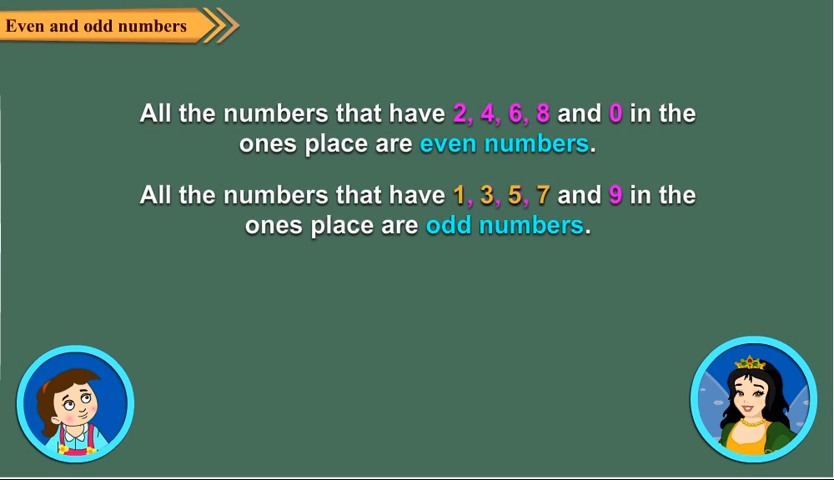 Even and odd numbers
All the numbers that have 2, 4, 6, 8 and 0 in the
ones place are even numbers.
All the numbers that have 1, 3, 5, 7 and 9 in the
ones place are odd numbers.